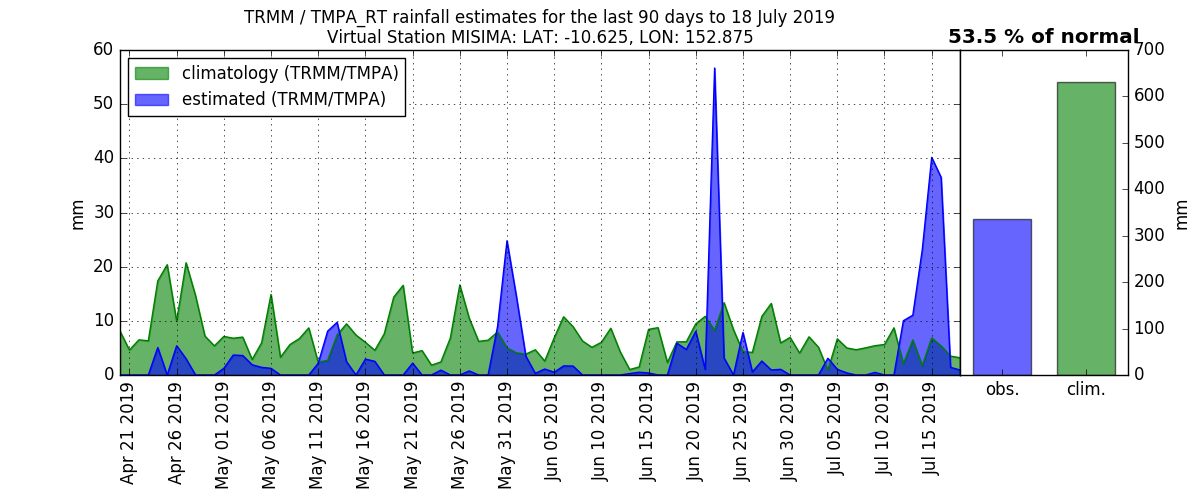 TRMM / TMPA_RT rainfall estimates for the last 90 days to 18 July 2019
Virtual Station MISIMA: LAT: -10.625, LON: 152.875
53.5 % of normal
climatology (TRMM/TMPA)
estimated (TRMM/TMPA)
60
50
40
30
20
10
0
mm
Apr 21 2019
Apr 26 2019
May 01 2019
May 06 2019
May 11 2019
May 16 2019
May 21 2019
May 26 2019
May 31 2019
Jun 05 2019
Jun 10 2019
Jun 15 2019
Jun 20 2019
Jun 25 2019
Jun 30 2019
Jul 05 2019
Jul 10 2019
Jul 15 2019
obs.
clim.
700
600
500
400
300
200
100
0
mm